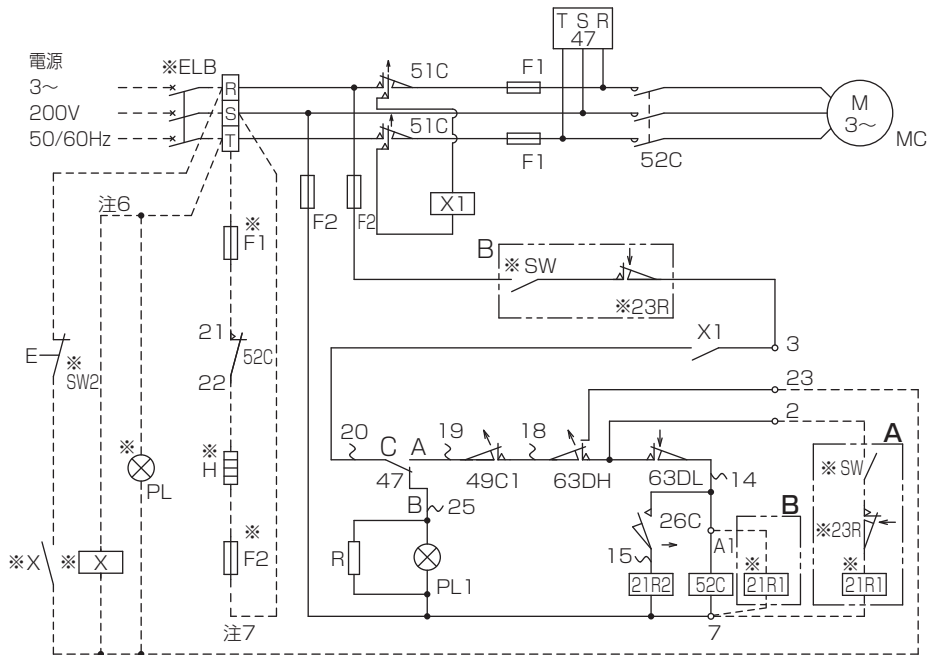 T S R
47
電源
3～
200V
50/60Hz
※ELB
R
S
T
51C
51C
F1
F1
52C
M
3～
MC
X1
F2
F2
注6
※
F1
B
※SW
※23R
X1
3
23
2
21
22
52C
E
※
SW2
※
H
※
PL
※
F2
※X
※
X
注7
20
C
A
47
19
49C1
18
63DH
63DL
14
B
25
R
PL1
26C
15
21R2
52C
A1
B
※
21R1
7
A
※SW
※23R
※
21R1